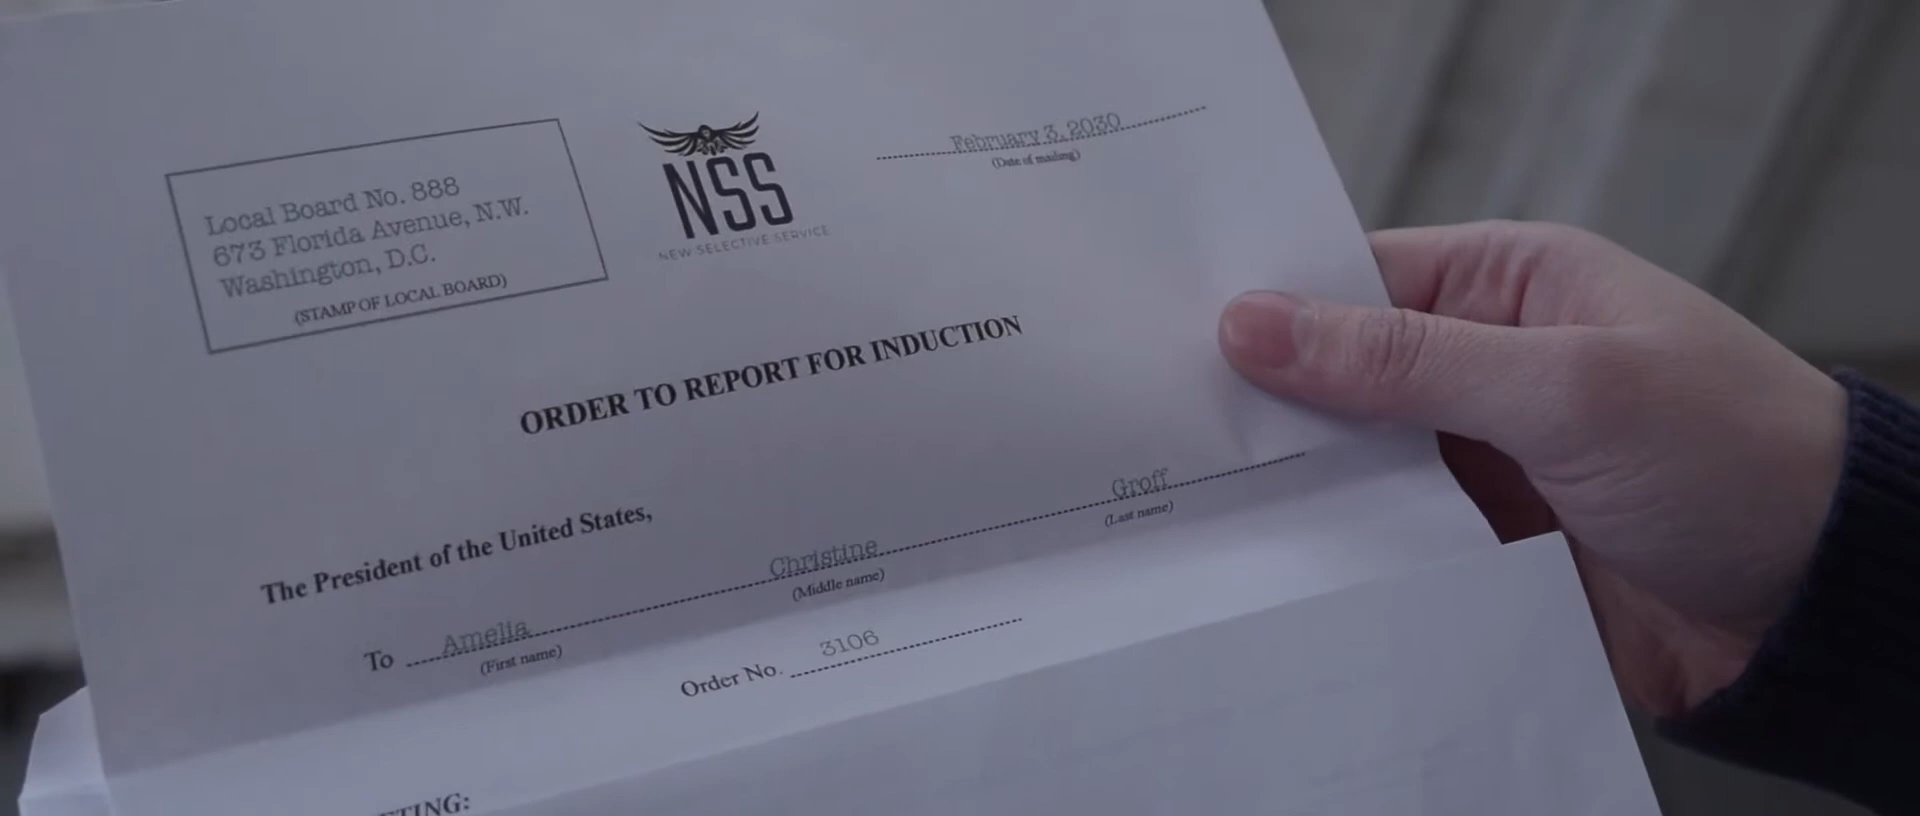 Local Board No. 888
673 Florida Avenue, N.W.
Washington, D.C.
(STAMP OF LOCAL BOARD)
NSS
NEW SELECTIVE SERVICE
February 3, 2030
(Date of mailing)
ORDER TO REPORT FOR INDUCTION
The President of the United States,
To Amelia Christine Groff
(First name) (Middle name) (Last name)
Order No. 3106